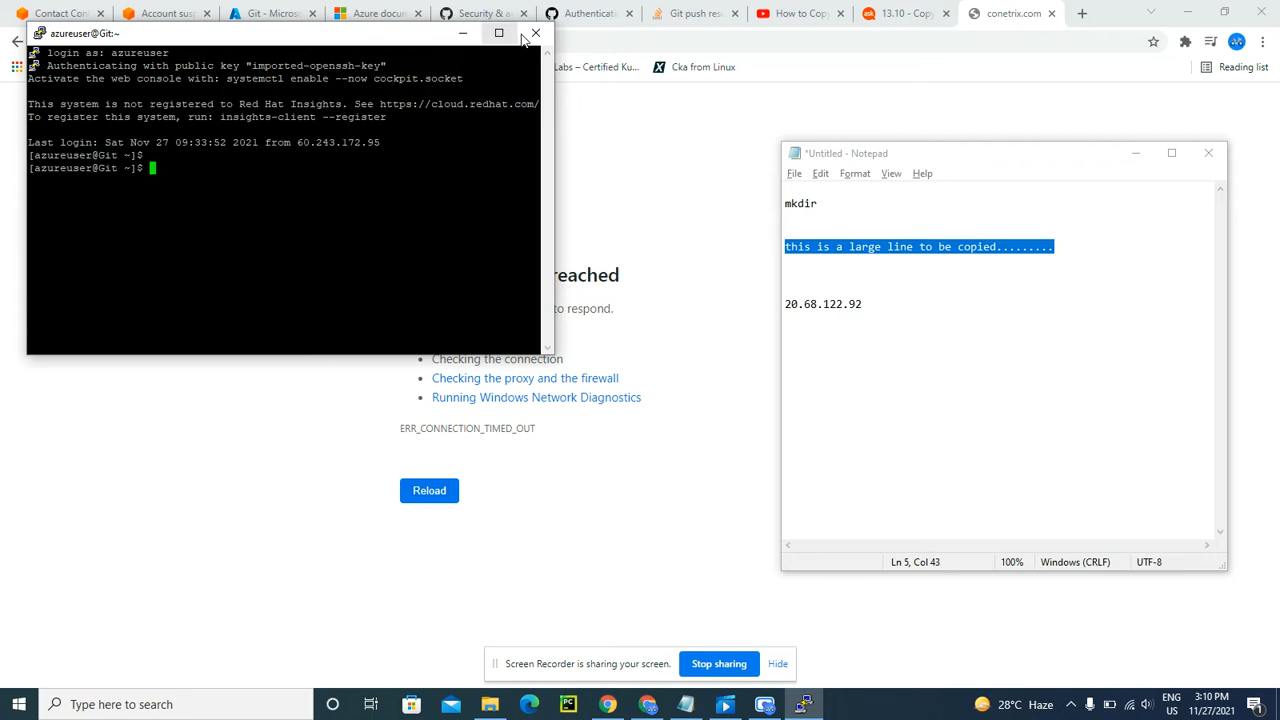 Contact Cont
Account susp
Git - Microso
Azure docum
Security & a
Authenticati
Git push rese
How to Copy
13.10 - Cour
conetrix.com
azureuser@Git:~
login as: azureuser
Authenticating with public key "imported-openssh-key"
Activate the web console with: systemctl enable --now cockpit.socket
This system is not registered to Red Hat Insights. See https://cloud.redhat.com/
To register this system, run: insights-client --register
Last login: Sat Nov 27 09:33:52 2021 from 60.243.172.95
[azureuser@Git ~]$
[azureuser@Git ~]$
Labs – Certified Ku...
Cka from Linux
Reading list
*Untitled - Notepad
File Edit Format View Help
mkdir
this is a large line to be copied.........
20.68.122.92
Ln 5, Col 43 100% Windows (CRLF) UTF-8
reached
to respond.
Checking the connection
Checking the proxy and the firewall
Running Windows Network Diagnostics
ERR_CONNECTION_TIMED_OUT
Reload
Screen Recorder is sharing your screen.
Stop sharing
Hide
Type here to search
PC
28°C Haze
ENG
US
3:10 PM
11/27/2021